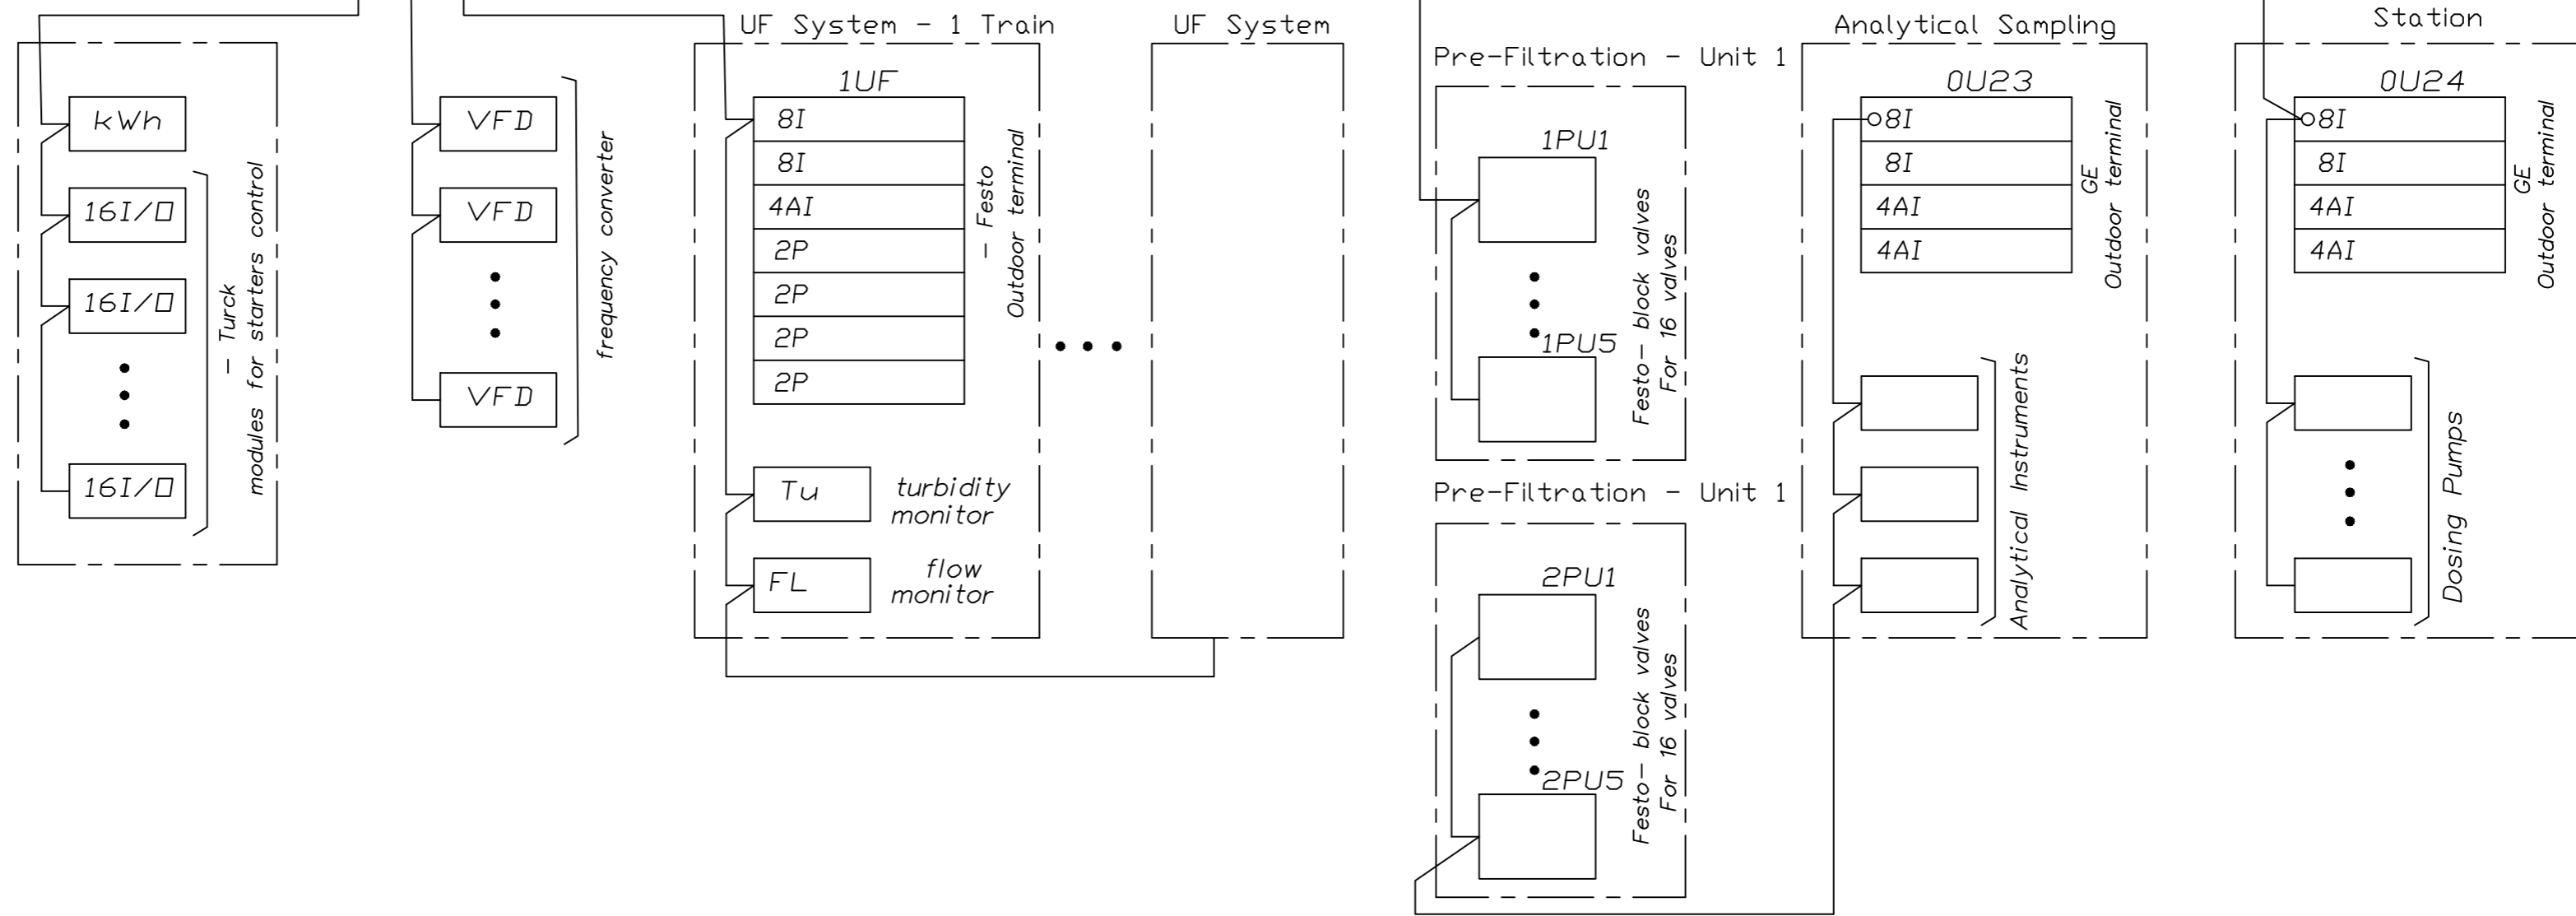 kWh
16I/O
16I/O
16I/O
- Turck
modules for starters control
VFD
VFD
VFD
frequency converter
UF System - 1 Train
1UF
8I
8I
4AI
2P
2P
2P
2P
- Festo
Outdoor terminal
Tu
turbidity
monitor
FL
flow
monitor
UF System
Pre-Filtration - Unit 1
1PU1
1PU5
Festo- block valves
For 16 valves
Pre-Filtration - Unit 1
2PU1
2PU5
Festo- block valves
For 16 valves
Analytical Sampling
0U23
8I
8I
4AI
4AI
GE
Outdoor terminal
Analytical Instruments
Station
0U24
8I
8I
4AI
4AI
GE
Outdoor terminal
Dosing Pumps